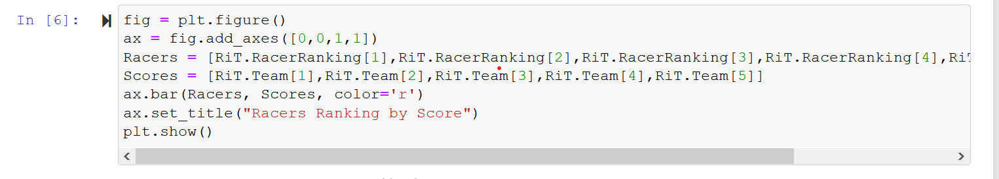 In [6]:
fig = plt.figure()
ax = fig.add_axes([0,0,1,1])
Racers = [RiT.RacerRanking[1],RiT.RacerRanking[2],RiT.RacerRanking[3],RiT.RacerRanking[4],Ri
Scores = [RiT.Team[1],RiT.Team[2],RiT.Team[3],RiT.Team[4],RiT.Team[5]]
ax.bar(Racers, Scores, color='r')
ax.set_title("Racers Ranking by Score")
plt.show()